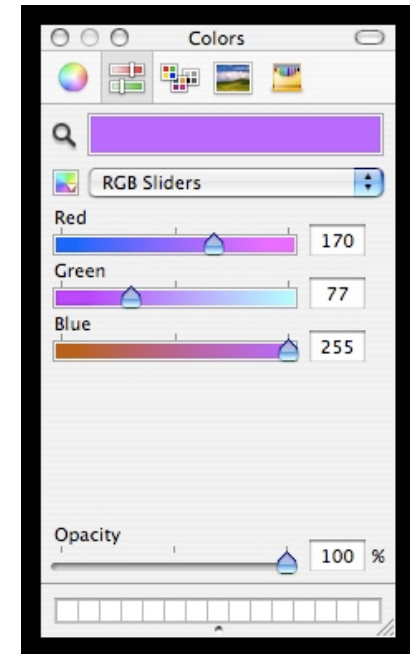 Colors
RGB Sliders
Red
170
Green
77
Blue
255
Opacity
100 %